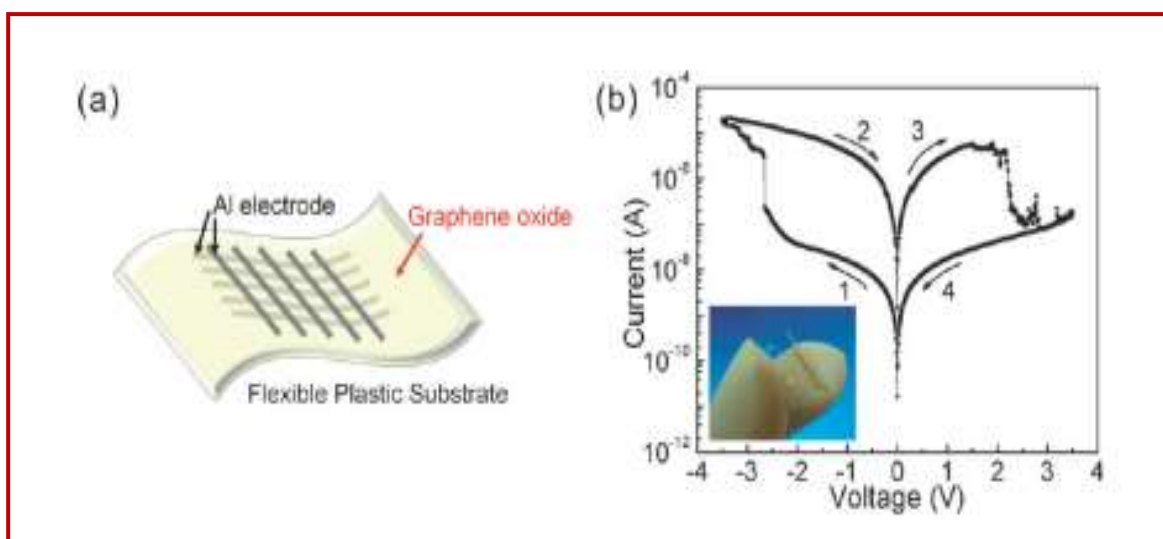 (a)
Al electrode
Graphene oxide
Flexible Plastic Substrate
(b)
Current (A)
10⁻⁴
10⁻⁶
10⁻⁸
10⁻¹⁰
10⁻¹²
2
3
1
4
-4 -3 -2 -1 0 1 2 3 4
Voltage (V)